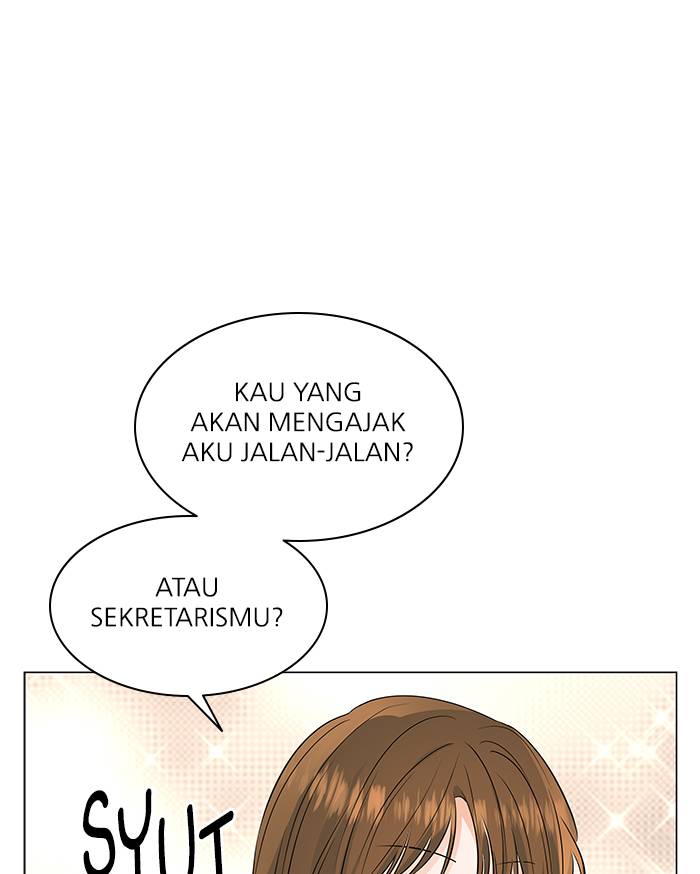 KAU YANG
AKAN MENGAJAK
AKU JALAN-JALAN?
ATAU
SEKRETARISMU?
SYUT